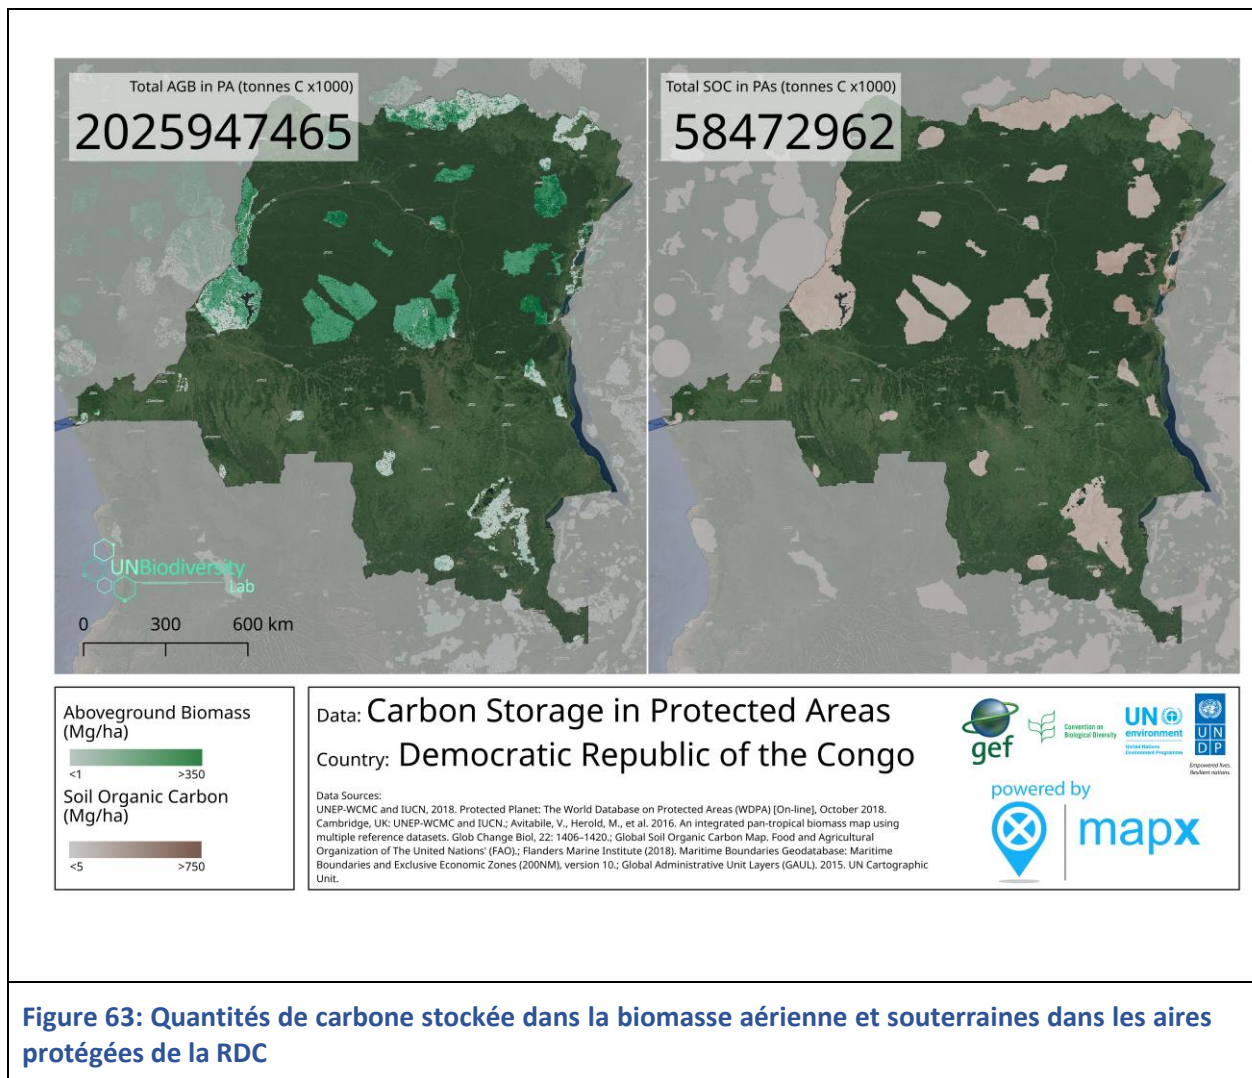 Total AGB in PA (tonnes C x1000)
2025947465
Total SOC in PAs (tonnes C x1000)
58472962
UNBiodiversity
Lab
0 300 600 km
Aboveground Biomass
(Mg/ha)
<1 >350
Soil Organic Carbon
(Mg/ha)
<5 >750
Data: Carbon Storage in Protected Areas
Country: Democratic Republic of the Congo
Data Sources:
UNEP-WCMC and IUCN, 2018. Protected Planet: The World Database on Protected Areas (WDPA) [On-line], October 2018.
Cambridge, UK: UNEP-WCMC and IUCN.; Avitabile, V., Herold, M., et al. 2016. An integrated pan-tropical biomass map using
multiple reference datasets. Glob Change Biol, 22: 1406–1420.; Global Soil Organic Carbon Map. Food and Agricultural
Organization of The United Nations' (FAO).; Flanders Marine Institute (2018). Maritime Boundaries Geodatabase: Maritime
Boundaries and Exclusive Economic Zones (200NM), version 10.; Global Administrative Unit Layers (GAUL). 2015. UN Cartographic
Unit.
gef
Convention on
Biological Diversity
UN
environment
United Nations
Environment Programme
U N
D P
Empowered lives.
Resilient nations.
powered by
mapx
Figure 63: Quantités de carbone stockée dans la biomasse aérienne et souterraines dans les aires
protégées de la RDC